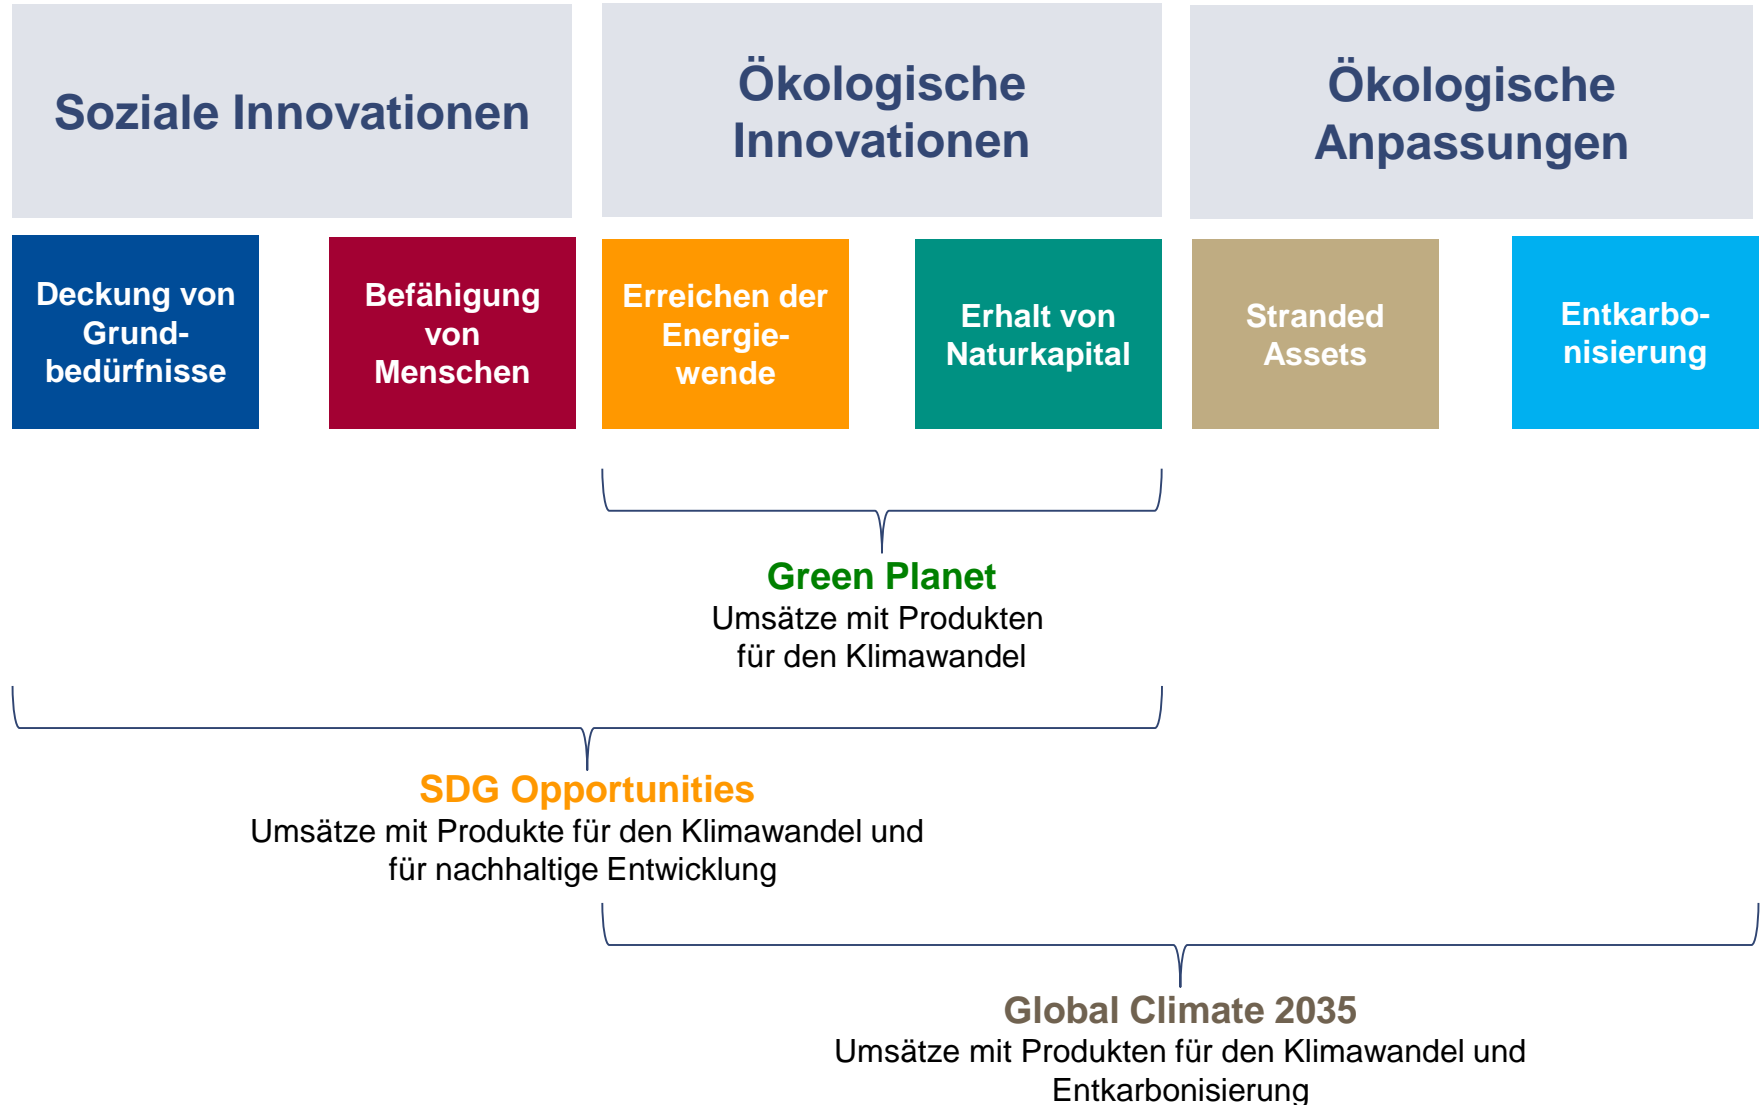 Soziale Innovationen
Ökologische
Innovationen
Ökologische
Anpassungen
Deckung von
Grund-
bedürfnisse
Befähigung
von
Menschen
Erreichen der
Energie-
wende
Erhalt von
Naturkapital
Stranded
Assets
Entkarbo-
nisierung
Green Planet
Umsätze mit Produkten
für den Klimawandel
SDG Opportunities
Umsätze mit Produkte für den Klimawandel und
für nachhaltige Entwicklung
Global Climate 2035
Umsätze mit Produkten für den Klimawandel und
Entkarbonisierung